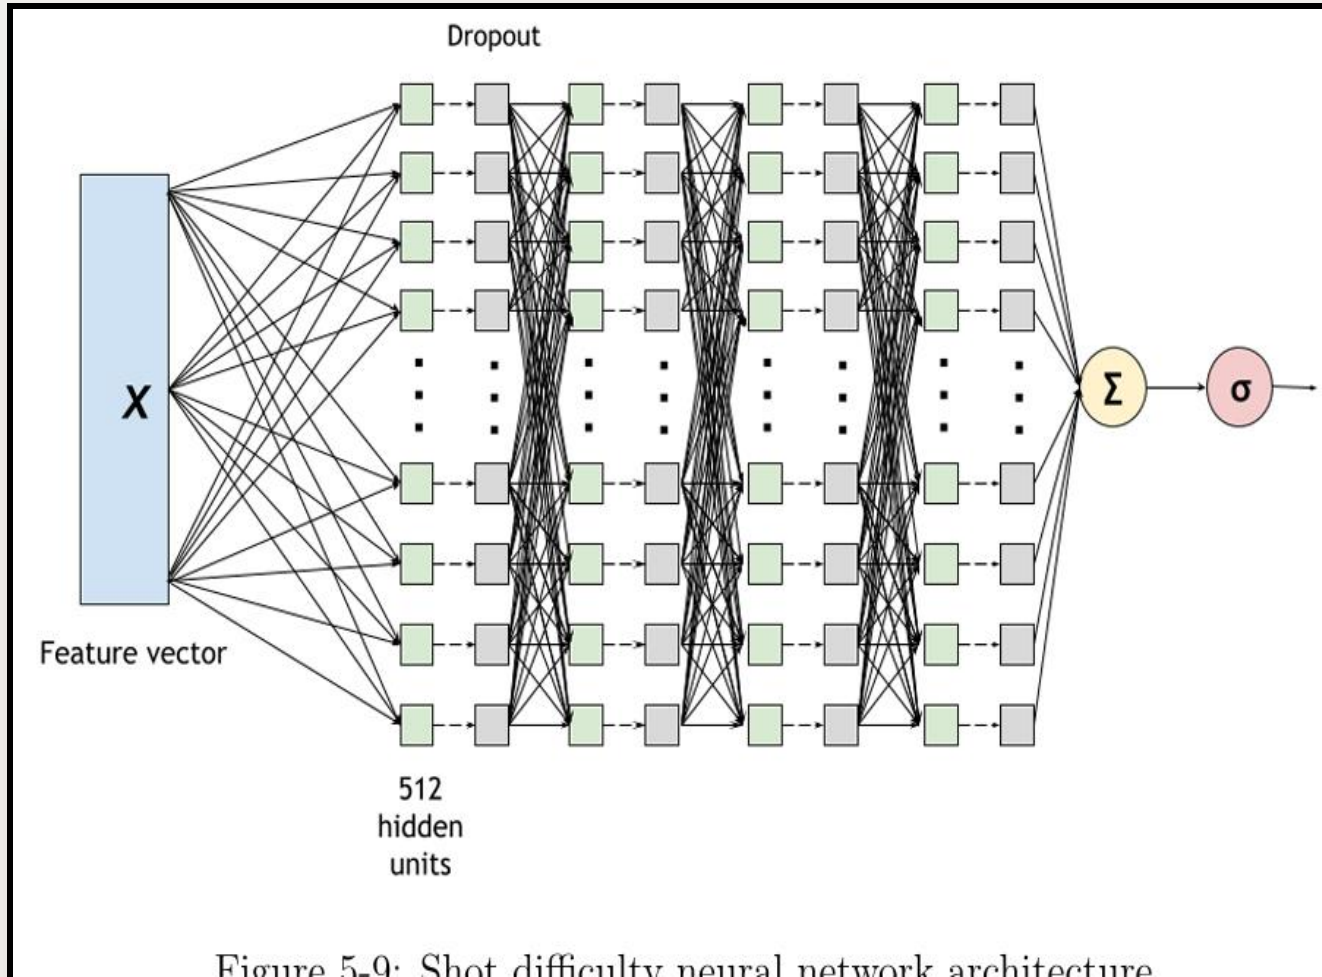 Dropout
X
Σ
σ
Feature vector
512
hidden
units
Figure 5-9: Shot difficulty neural network architecture